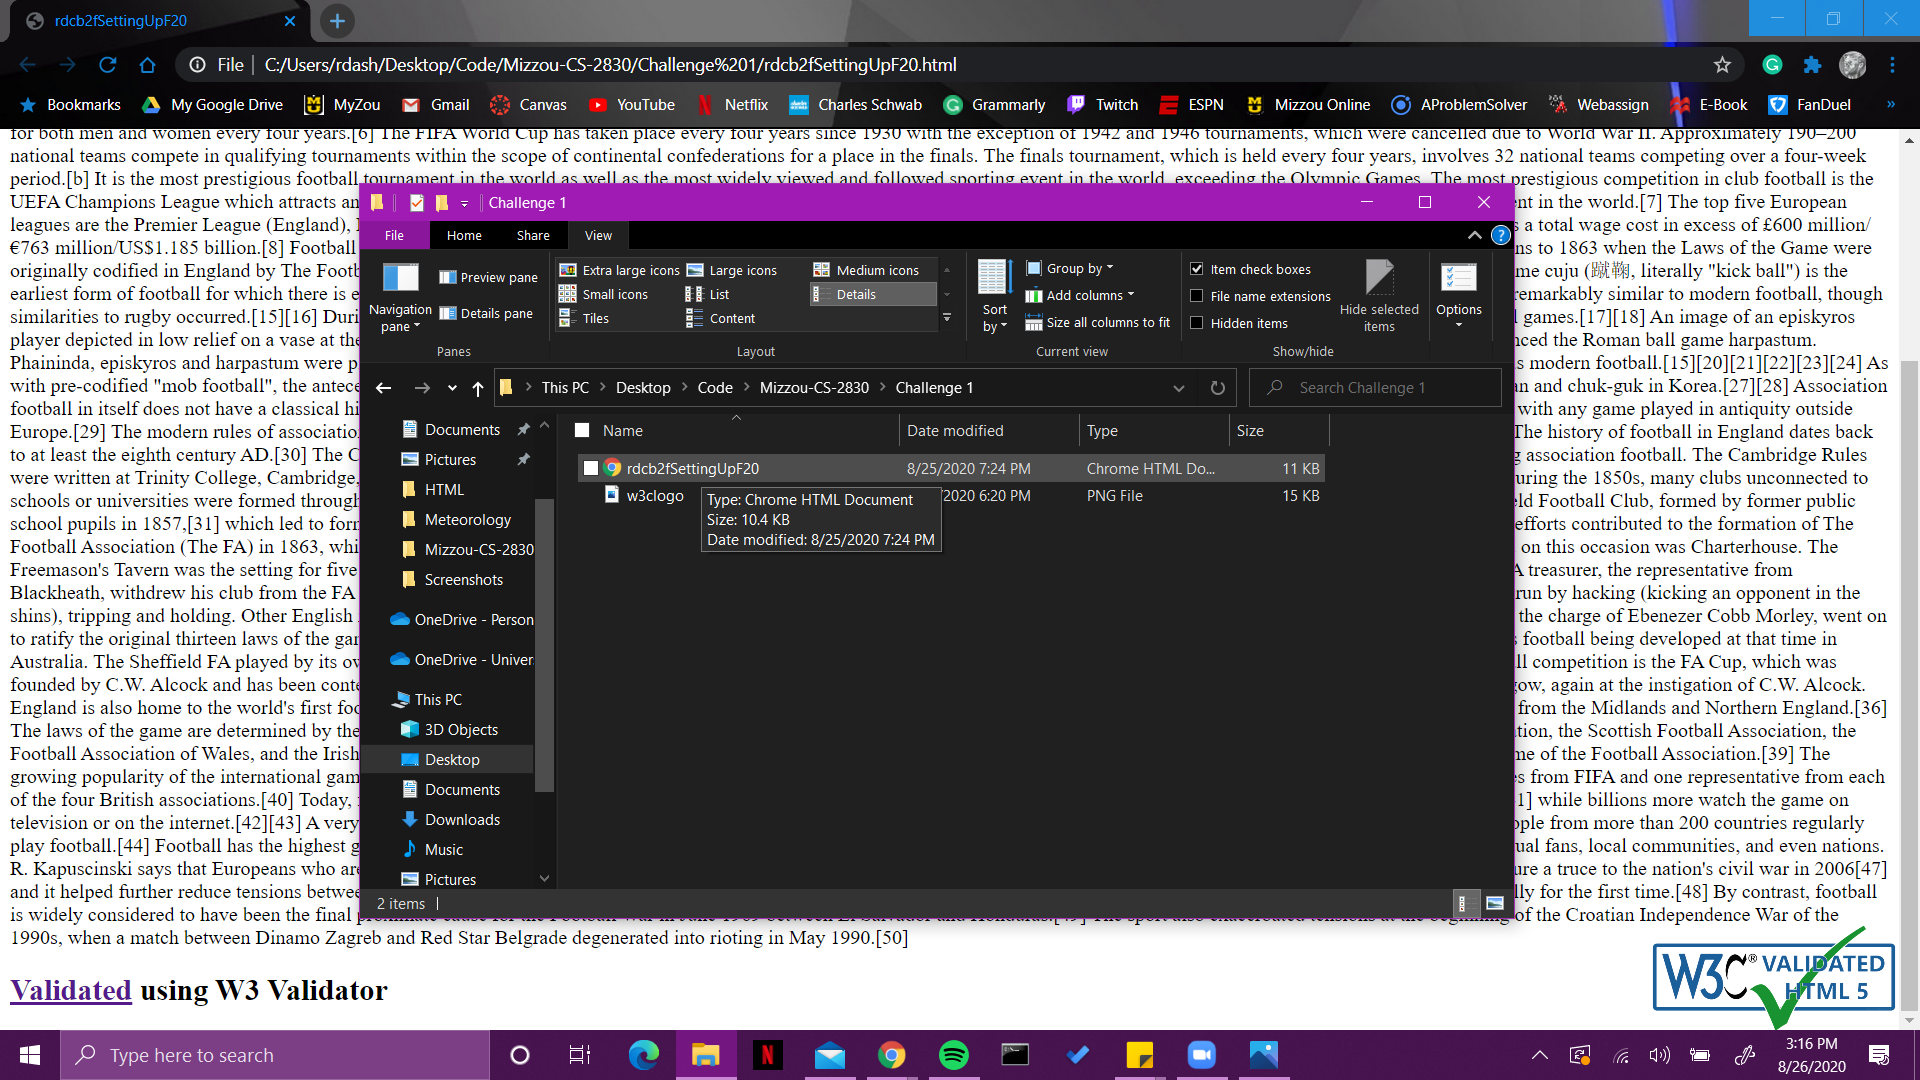 rdcb2fSettingUpF20
File | C:/Users/rdash/Desktop/Code/Mizzou-CS-2830/Challenge%201/rdcb2fSettingUpF20.html
Bookmarks My Google Drive MyZou Gmail Canvas YouTube Netflix Charles Schwab Grammarly Twitch ESPN Mizzou Online AProblemSolver Webassign E-Book FanDuel »
for both men and women every four years.[6] The FIFA World Cup has taken place every four years since 1930 with the exception of 1942 and 1946 tournaments, which were cancelled due to World War II. Approximately 190–200
national teams compete in qualifying tournaments within the scope of continental confederations for a place in the finals. The finals tournament, which is held every four years, involves 32 national teams competing over a four-week
period.[b] It is the most prestigious football tournament in the world as well as the most widely viewed and followed sporting event in the world, exceeding the Olympic Games. The most prestigious competition in club football is the
UEFA Champions League which attracts an
ent in the world.[7] The top five European
leagues are the Premier League (England),
s a total wage cost in excess of £600 million/
€763 million/US$1.185 billion.[8] Football
ns to 1863 when the Laws of the Game were
originally codified in England by The Footb
me cuju (蹴鞠, literally "kick ball") is the
earliest form of football for which there is e
remarkably similar to modern football, though
similarities to rugby occurred.[15][16] Duri
l games.[17][18] An image of an episkyros
player depicted in low relief on a vase at the
nced the Roman ball game harpastum.
Phaininda, episkyros and harpastum were p
s modern football.[15][20][21][22][23][24] As
with pre-codified "mob football", the antece
an and chuk-guk in Korea.[27][28] Association
football in itself does not have a classical hi
with any game played in antiquity outside
Europe.[29] The modern rules of associatio
The history of football in England dates back
to at least the eighth century AD.[30] The C
g association football. The Cambridge Rules
were written at Trinity College, Cambridge,
uring the 1850s, many clubs unconnected to
schools or universities were formed through
ld Football Club, formed by former public
school pupils in 1857,[31] which led to for
efforts contributed to the formation of The
Football Association (The FA) in 1863, whi
on this occasion was Charterhouse. The
Freemason's Tavern was the setting for five
A treasurer, the representative from
Blackheath, withdrew his club from the FA
run by hacking (kicking an opponent in the
shins), tripping and holding. Other English
the charge of Ebenezer Cobb Morley, went on
to ratify the original thirteen laws of the gam
s football being developed at that time in
Australia. The Sheffield FA played by its ow
ll competition is the FA Cup, which was
founded by C.W. Alcock and has been conte
gow, again at the instigation of C.W. Alcock.
England is also home to the world's first foo
from the Midlands and Northern England.[36]
The laws of the game are determined by the
tion, the Scottish Football Association, the
Football Association of Wales, and the Irish
me of the Football Association.[39] The
growing popularity of the international gam
s from FIFA and one representative from each
of the four British associations.[40] Today,
1] while billions more watch the game on
television or on the internet.[42][43] A very
ople from more than 200 countries regularly
play football.[44] Football has the highest g
ual fans, local communities, and even nations.
R. Kapuscinski says that Europeans who are
ure a truce to the nation's civil war in 2006[47]
and it helped further reduce tensions betwee
lly for the first time.[48] By contrast, football
is widely considered to have been the final proximate cause for the Football War in June 1969 between El Salvador and Honduras.[49] The sport also exacerbated tensions at the beginning of the Croatian Independence War of the
1990s, when a match between Dinamo Zagreb and Red Star Belgrade degenerated into rioting in May 1990.[50]
Validated using W3 Validator
W3C® VALIDATED
HTML 5
Challenge 1
File Home Share View
Navigation pane
Preview pane
Details pane
Panes
Extra large icons Large icons Medium icons
Small icons List Details
Tiles Content
Layout
Sort by
Group by
Add columns
Size all columns to fit
Current view
Item check boxes
File name extensions
Hidden items
Hide selected items
Show/hide
Options
This PC Desktop Code Mizzou-CS-2830 Challenge 1
Search Challenge 1
Documents
Pictures
HTML
Meteorology
Mizzou-CS-2830
Screenshots
OneDrive - Person
OneDrive - Univer
This PC
3D Objects
Desktop
Documents
Downloads
Music
Pictures
Name Date modified Type Size
rdcb2fSettingUpF20 8/25/2020 7:24 PM Chrome HTML Do... 11 KB
w3clogo 2020 6:20 PM PNG File 15 KB
Type: Chrome HTML Document
Size: 10.4 KB
Date modified: 8/25/2020 7:24 PM
2 items
Type here to search
3:16 PM
8/26/2020